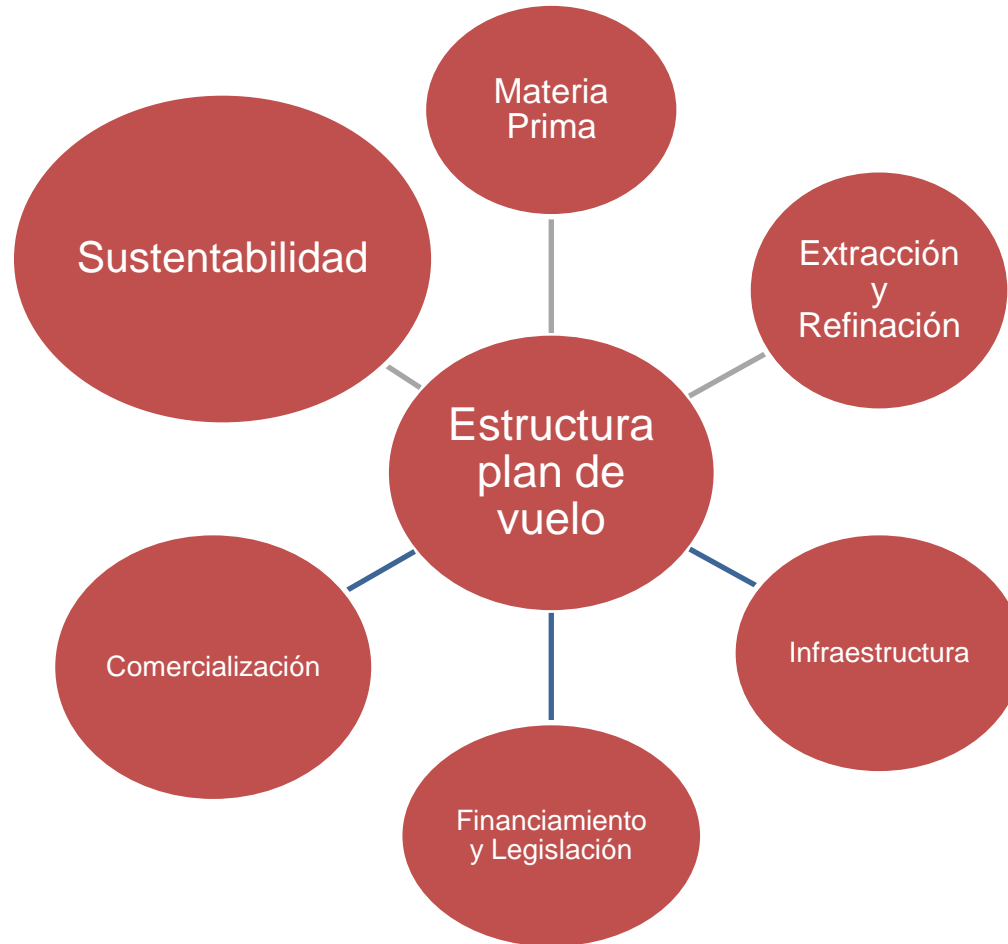 Materia
Prima
Sustentabilidad
Extracción
y
Refinación
Estructura
plan de
vuelo
Comercialización
Infraestructura
Financiamiento
y Legislación